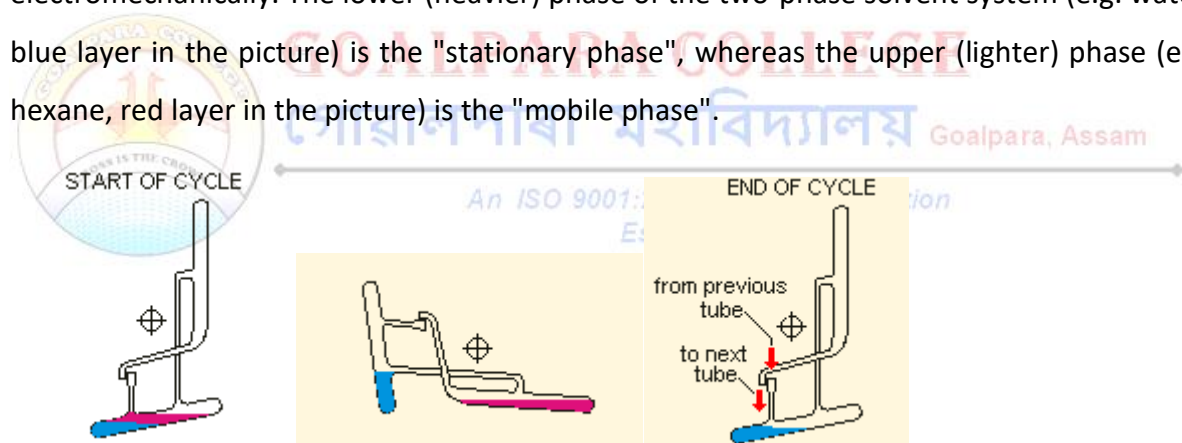 electromechanically. The lower (heavier) phase of the two-phase solvent system (e.g.
blue layer in the picture) is the "stationary phase", whereas the upper (lighter) phase
hexane, red layer in the picture) is the "mobile phase".
GOALPARA COLLEGE
গোৱালপাৰা মহাবিদ্যালয় Goalpara, Assam
An ISO 9001:
START OF CYCLE
END OF CYCLE
from previous
tube
to next
tube